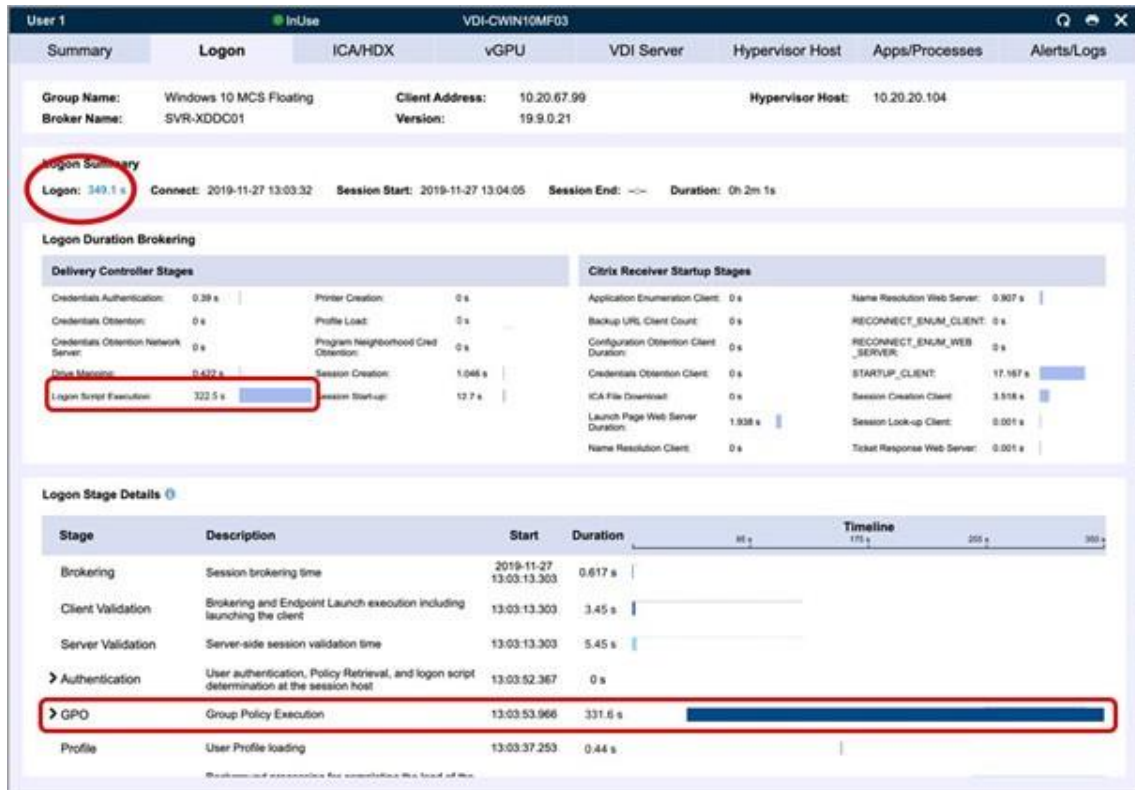 User 1 InUse VDI-CWIN10MF03
Summary Logon ICA/HDX vGPU VDI Server Hypervisor Host Apps/Processes Alerts/Logs
Group Name: Windows 10 MCS Floating Client Address: 10.20.67.99 Hypervisor Host: 10.20.20.104
Broker Name: SVR-XDDC01 Version: 19.9.0.21
Logon Summary
Logon: 349.1 s Connect: 2019-11-27 13:03:32 Session Start: 2019-11-27 13:04:05 Session End: --:-- Duration: 0h 2m 1s
Logon Duration Brokering
Delivery Controller Stages
Credentials Authentication: 0.39 s Printer Creation: 0 s
Credentials Obtention: 0 s Profile Load: 0 s
Credentials Obtention Network Server: 0 s Program Neighborhood Cred Obtention: 0 s
Drive Mapping: 0.422 s Session Creation: 1.046 s
Logon Script Execution: 322.5 s Session Start-up: 12.7 s
Citrix Receiver Startup Stages
Application Enumeration Client: 0 s Name Resolution Web Server: 0.907 s
Backup URL Client Count: 0 s RECONNECT_ENUM_CLIENT: 0 s
Configuration Obtention Client Duration: 0 s RECONNECT_ENUM_WEB_SERVER: 0 s
Credentials Obtention Client: 0 s STARTUP_CLIENT: 17.167 s
ICA File Download: 0 s Session Creation Client: 3.516 s
Launch Page Web Server Duration: 1.938 s Session Look-up Client: 0.001 s
Name Resolution Client: 0 s Ticket Response Web Server: 0.001 s
Logon Stage Details
Stage Description Start Duration Timeline
175 s 350 s
Brokering Session brokering time 2019-11-27 13:03:13.303 0.617 s
Client Validation Brokering and Endpoint Launch execution including launching the client 13:03:13.303 3.45 s
Server Validation Server-side session validation time 13:03:13.303 5.45 s
Authentication User authentication, Policy Retrieval, and logon script determination at the session host 13:03:52.367 0 s
GPO Group Policy Execution 13:03:53.966 331.6 s
Profile User Profile loading 13:03:37.253 0.44 s